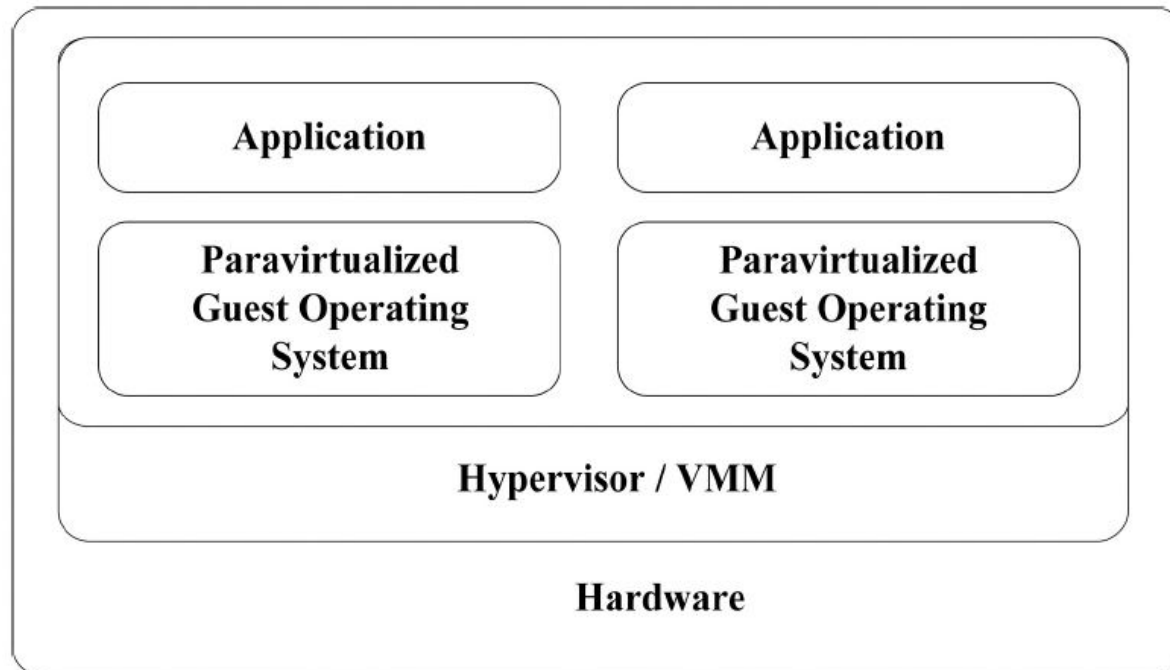 Application
Application
Paravirtualized
Guest Operating
System
Paravirtualized
Guest Operating
System
Hypervisor / VMM
Hardware